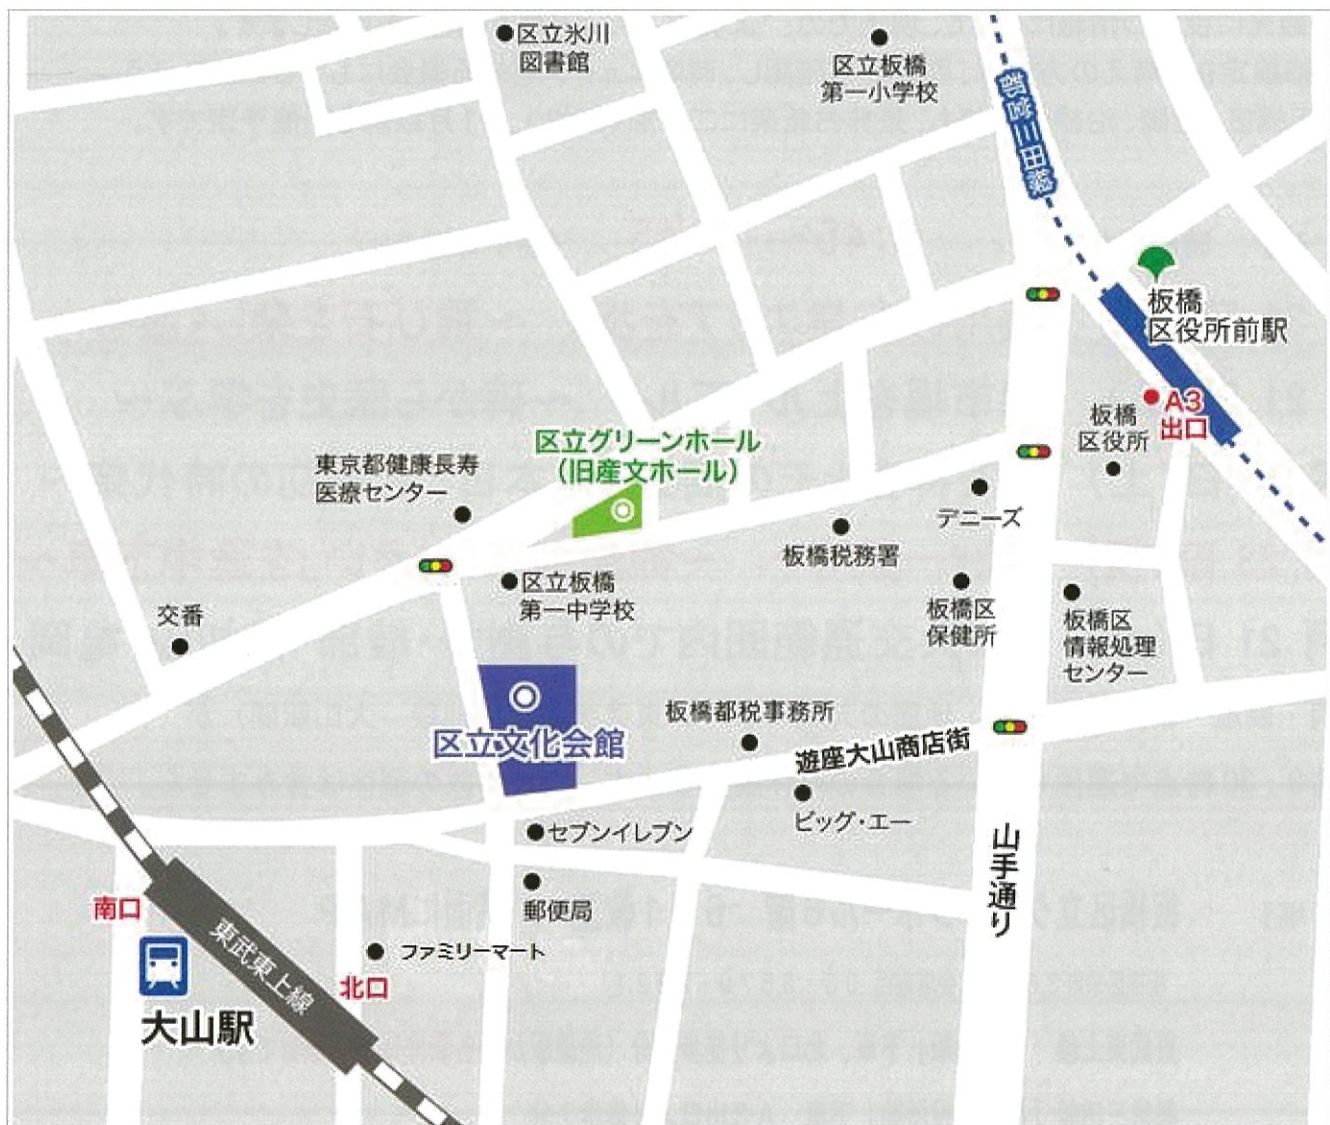 区立氷川
図書館
区立板橋
第一小学校
都営三田線
板橋
区役所前駅
A3
出口
板橋
区役所
区立グリーンホール
(旧産文ホール)
東京都健康長寿
医療センター
デニーズ
板橋税務署
区立板橋
第一中学校
板橋区
保健所
板橋区
情報処理
センター
交番
区立文化会館
板橋都税事務所
遊座大山商店街
ビッグ・エー
セブンイレブン
山手通り
郵便局
南口
東武東上線
ファミリーマート
北口
大山駅